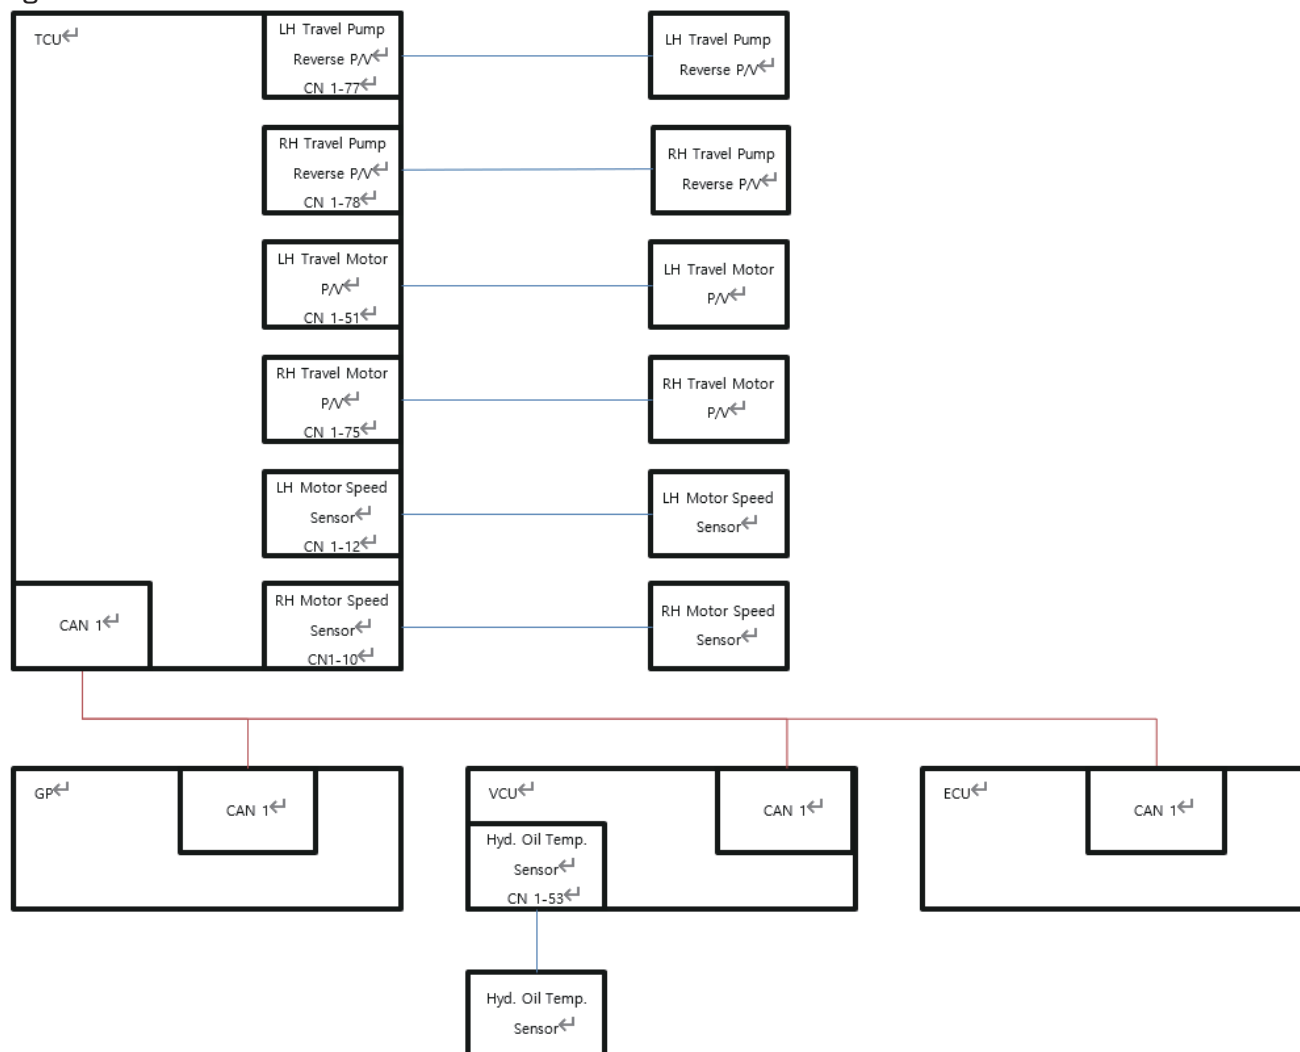 TCU↵
LH Travel Pump
Reverse P/V↵
CN 1-77↵
LH Travel Pump
Reverse P/V↵
RH Travel Pump
Reverse P/V↵
CN 1-78↵
RH Travel Pump
Reverse P/V↵
LH Travel Motor
P/V↵
CN 1-51↵
LH Travel Motor
P/V↵
RH Travel Motor
P/V↵
CN 1-75↵
RH Travel Motor
P/V↵
LH Motor Speed
Sensor↵
CN 1-12↵
LH Motor Speed
Sensor↵
CAN 1↵
RH Motor Speed
Sensor↵
CN1-10↵
RH Motor Speed
Sensor↵
GP↵
CAN 1↵
VCU↵
CAN 1↵
Hyd. Oil Temp.
Sensor↵
CN 1-53↵
ECU↵
CAN 1↵
Hyd. Oil Temp.
Sensor↵